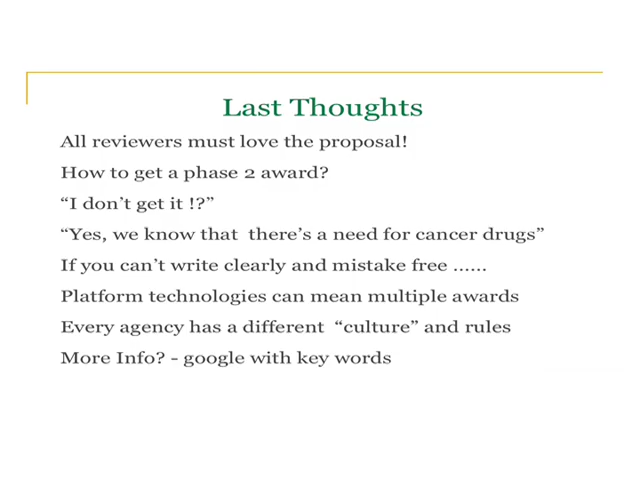 Last Thoughts
All reviewers must love the proposal!
How to get a phase 2 award?
“I don’t get it !?”
“Yes, we know that  there’s a need for cancer drugs”
If you can’t write clearly and mistake free ......
Platform technologies can mean multiple awards
Every agency has a different  “culture” and rules
More Info? - google with key words